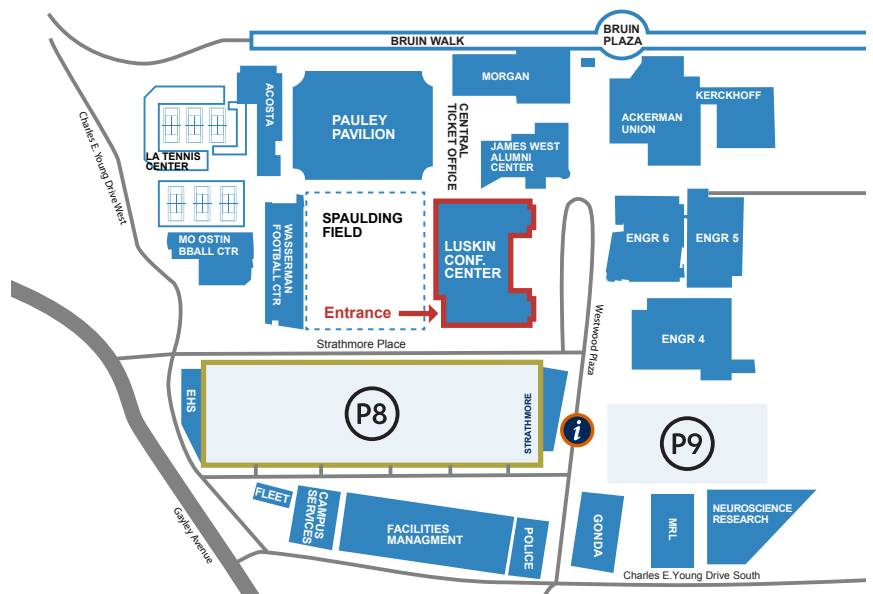 BRUIN
PLAZA
BRUIN WALK
MORGAN
KERCKHOFF
ACOSTA
PAULEY
PAVILION
CENTRAL
TICKET OFFICE
ACKERMAN
UNION
Charles E. Young Drive West
LA TENNIS
CENTER
JAMES WEST
ALUMNI
CENTER
MO OSTIN
BBALL CTR
WASSERMAN
FOOTBALL CTR
SPAULDING
FIELD
LUSKIN
CONF.
CENTER
ENGR 6
ENGR 5
Entrance
Westwood Plaza
ENGR 4
Strathmore Place
EHS
P8
STRATHMORE
i
P9
FLEET
CAMPUS
SERVICES
FACILITIES
MANAGMENT
POLICE
GONDA
MRL
NEUROSCIENCE
RESEARCH
Gayley Avenue
Charles E.Young Drive South